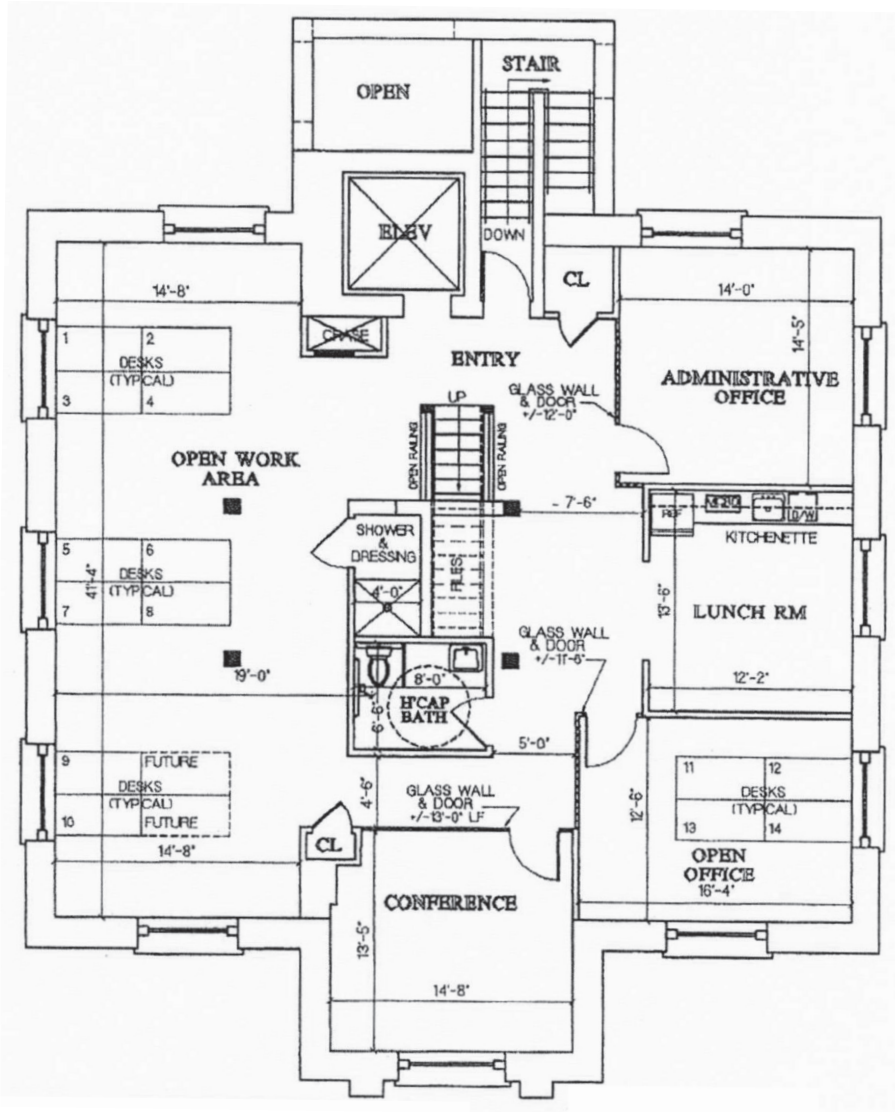 STAIR
OPEN
ELEV
DOWN
CL
14'-8"
14'-0"
14'-5"
CHASE
ENTRY
1 2
DESKS
(TYPICAL)
3 4
GLASS WALL
& DOOR
+/-12'-0"
ADMINISTRATIVE
OFFICE
UP
OPEN RAILING
OPEN RAILING
OPEN WORK
AREA
7'-6"
REF
MICRO
D/W
KITCHENETTE
SHOWER
&
DRESSING
FILES
5 6
DESKS
(TYPICAL)
7 8
41'-4"
4'-0"
13'-6"
LUNCH RM
GLASS WALL
& DOOR
+/-11'-6"
19'-0"
8'-0"
H'CAP
BATH
6'-6"
12'-2"
5'-0"
9 FUTURE
DESKS
(TYPICAL)
10 FUTURE
4'-6"
GLASS WALL
& DOOR
+/-13'-0" LF
11 12
DESKS
(TYPICAL)
13 14
12'-6"
CL
14'-8"
OPEN
OFFICE
16'-4"
CONFERENCE
13'-5"
14'-8"